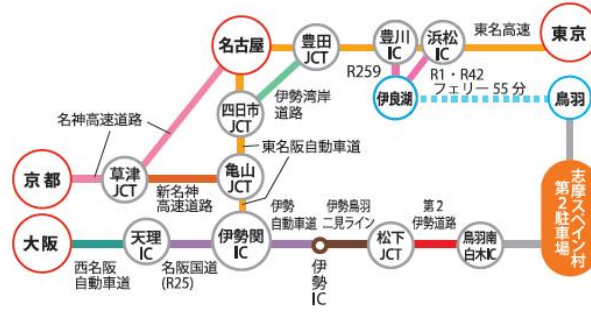 名古屋
豊田
JCT
豊川
IC
浜松
IC
東名高速
東京
R259
R1・R42
フェリー 55 分
伊良湖
鳥羽
伊勢湾岸
道路
四日市
JCT
名神高速道路
東名阪自動車道
京都
草津
JCT
新名神
高速道路
亀山
JCT
志摩スペイン村
第2駐車場
大阪
西名阪
自動車道
天理
IC
名阪国道
(R25)
伊勢関
IC
伊勢
自動車道
伊勢IC
伊勢鳥羽
二見ライン
松下
JCT
第2
伊勢道路
鳥羽南
白木IC